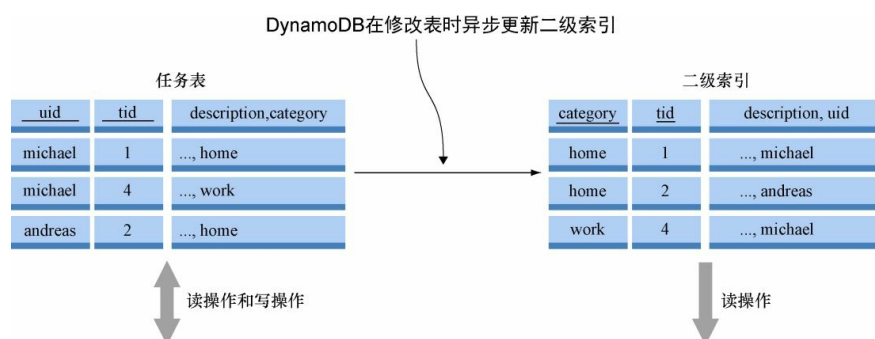 DynamoDB在修改表时异步更新二级索引
任务表
uid tid description,category
michael 1 ..., home
michael 4 ..., work
andreas 2 ..., home
读操作和写操作
二级索引
category tid description, uid
home 1 ..., michael
home 2 ..., andreas
work 4 ..., michael
读操作